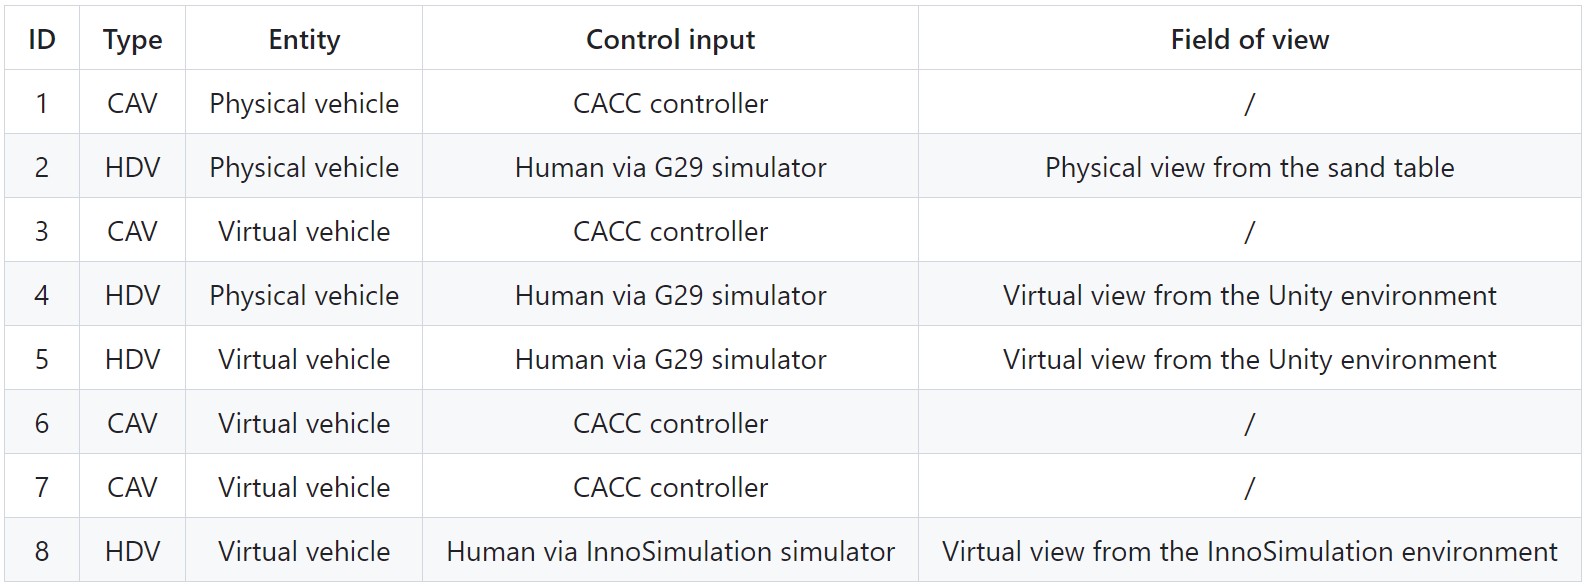 ID Type Entity Control input Field of view
1 CAV Physical vehicle CACC controller /
2 HDV Physical vehicle Human via G29 simulator Physical view from the sand table
3 CAV Virtual vehicle CACC controller /
4 HDV Physical vehicle Human via G29 simulator Virtual view from the Unity environment
5 HDV Virtual vehicle Human via G29 simulator Virtual view from the Unity environment
6 CAV Virtual vehicle CACC controller /
7 CAV Virtual vehicle CACC controller /
8 HDV Virtual vehicle Human via InnoSimulation simulator Virtual view from the InnoSimulation environment